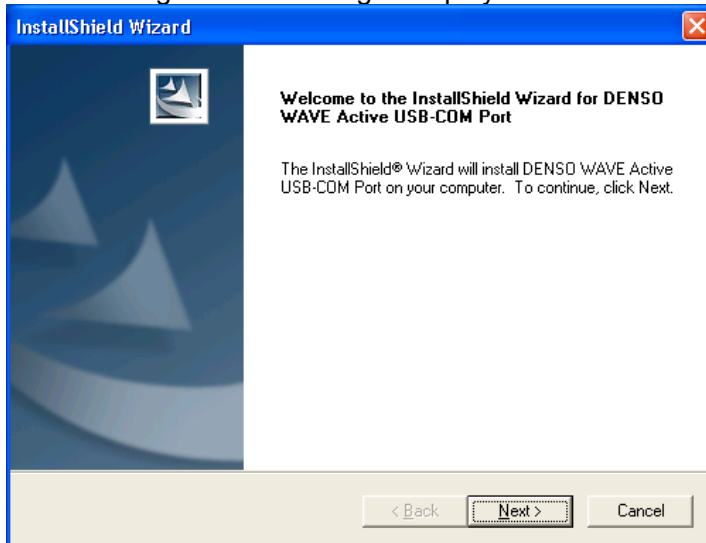 InstallShield Wizard
Welcome to the InstallShield Wizard for DENSO
WAVE Active USB-COM Port
The InstallShield® Wizard will install DENSO WAVE Active
USB-COM Port on your computer. To continue, click Next.
< Back
Next >
Cancel